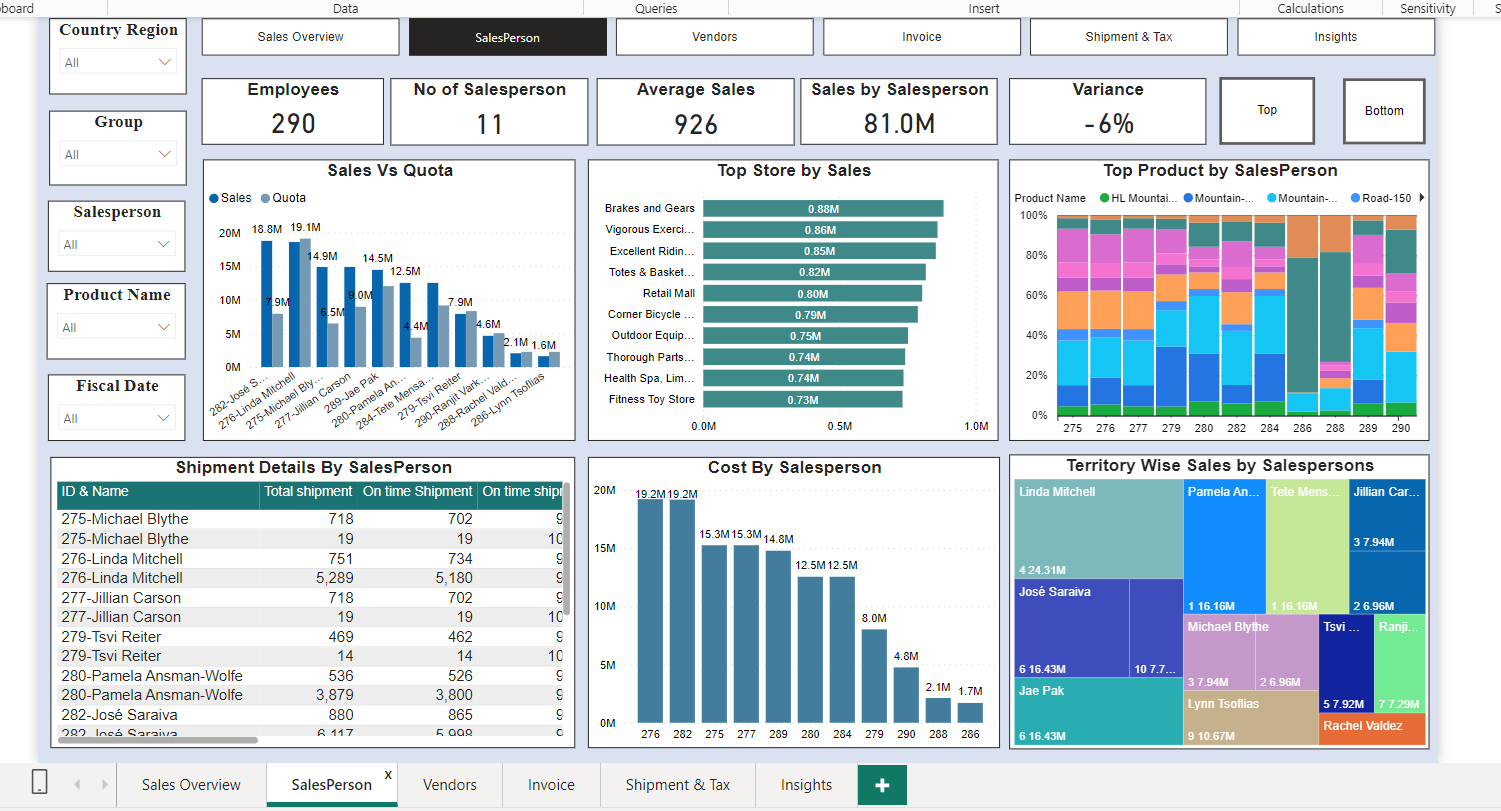 board
Data
Queries
Insert
Calculations
Sensitivity
S
Country Region
All
Group
All
Salesperson
All
Product Name
All
Fiscal Date
All
Sales Overview
SalesPerson
Vendors
Invoice
Shipment & Tax
Insights
Employees
290
No of Salesperson
11
Average Sales
926
Sales by Salesperson
81.0M
Variance
-6%
Top
Bottom
Sales Vs Quota
Sales Quota
20M
15M
10M
5M
0M
18.8M
7.9M
19.1M
14.9M
6.5M
9.0M
14.5M
12.5M
4.4M
7.9M
4.6M
2.1M
1.6M
282-José S...
276-Linda Mitchell
275-Michael Bly...
277-Jillian Carson
289-Jae Pak
280-Pamela An...
284-Tete Mensa...
279-Tsvi Reiter
290-Ranjit Vark...
288-Rachel Vald...
286-Lynn Tsoflias
Top Store by Sales
Brakes and Gears 0.88M
Vigorous Exerci... 0.86M
Excellent Ridin... 0.85M
Totes & Basket... 0.82M
Retail Mall 0.80M
Corner Bicycle ... 0.79M
Outdoor Equip... 0.75M
Thorough Parts... 0.74M
Health Spa, Lim... 0.74M
Fitness Toy Store 0.73M
0.0M 0.5M 1.0M
Top Product by SalesPerson
Product Name HL Mountai... Mountain-... Mountain-... Road-150
100%
80%
60%
40%
20%
0%
275 276 277 279 280 282 284 286 288 289 290
Shipment Details By SalesPerson
ID & Name Total shipment On time Shipment On time shipr
275-Michael Blythe 718 702 9
275-Michael Blythe 19 19 10
276-Linda Mitchell 751 734 9
276-Linda Mitchell 5,289 5,180 9
277-Jillian Carson 718 702 9
277-Jillian Carson 19 19 10
279-Tsvi Reiter 469 462 9
279-Tsvi Reiter 14 14 10
280-Pamela Ansman-Wolfe 536 526 9
280-Pamela Ansman-Wolfe 3,879 3,800 9
282-José Saraiva 880 865 9
282-José Saraiva 6,117 5,998 9
Cost By Salesperson
20M
15M
10M
5M
0M
19.2M 19.2M 15.3M 15.3M 14.8M 12.5M 12.5M 8.0M 4.8M 2.1M 1.7M
276 282 275 277 289 280 284 279 290 288 286
Territory Wise Sales by Salespersons
Linda Mitchell
4 24.31M
José Saraiva
6 16.43M
10 7.7...
Jae Pak
6 16.43M
Pamela An...
1 16.16M
Tete Mens...
1 16.16M
Jillian Car...
3 7.94M
2 6.96M
Michael Blythe
3 7.94M
2 6.96M
Lynn Tsoflias
9 10.67M
Tsvi ...
5 7.92M
Ranji...
7 7.29M
Rachel Valdez
Sales Overview
SalesPerson
x
Vendors
Invoice
Shipment & Tax
Insights
+